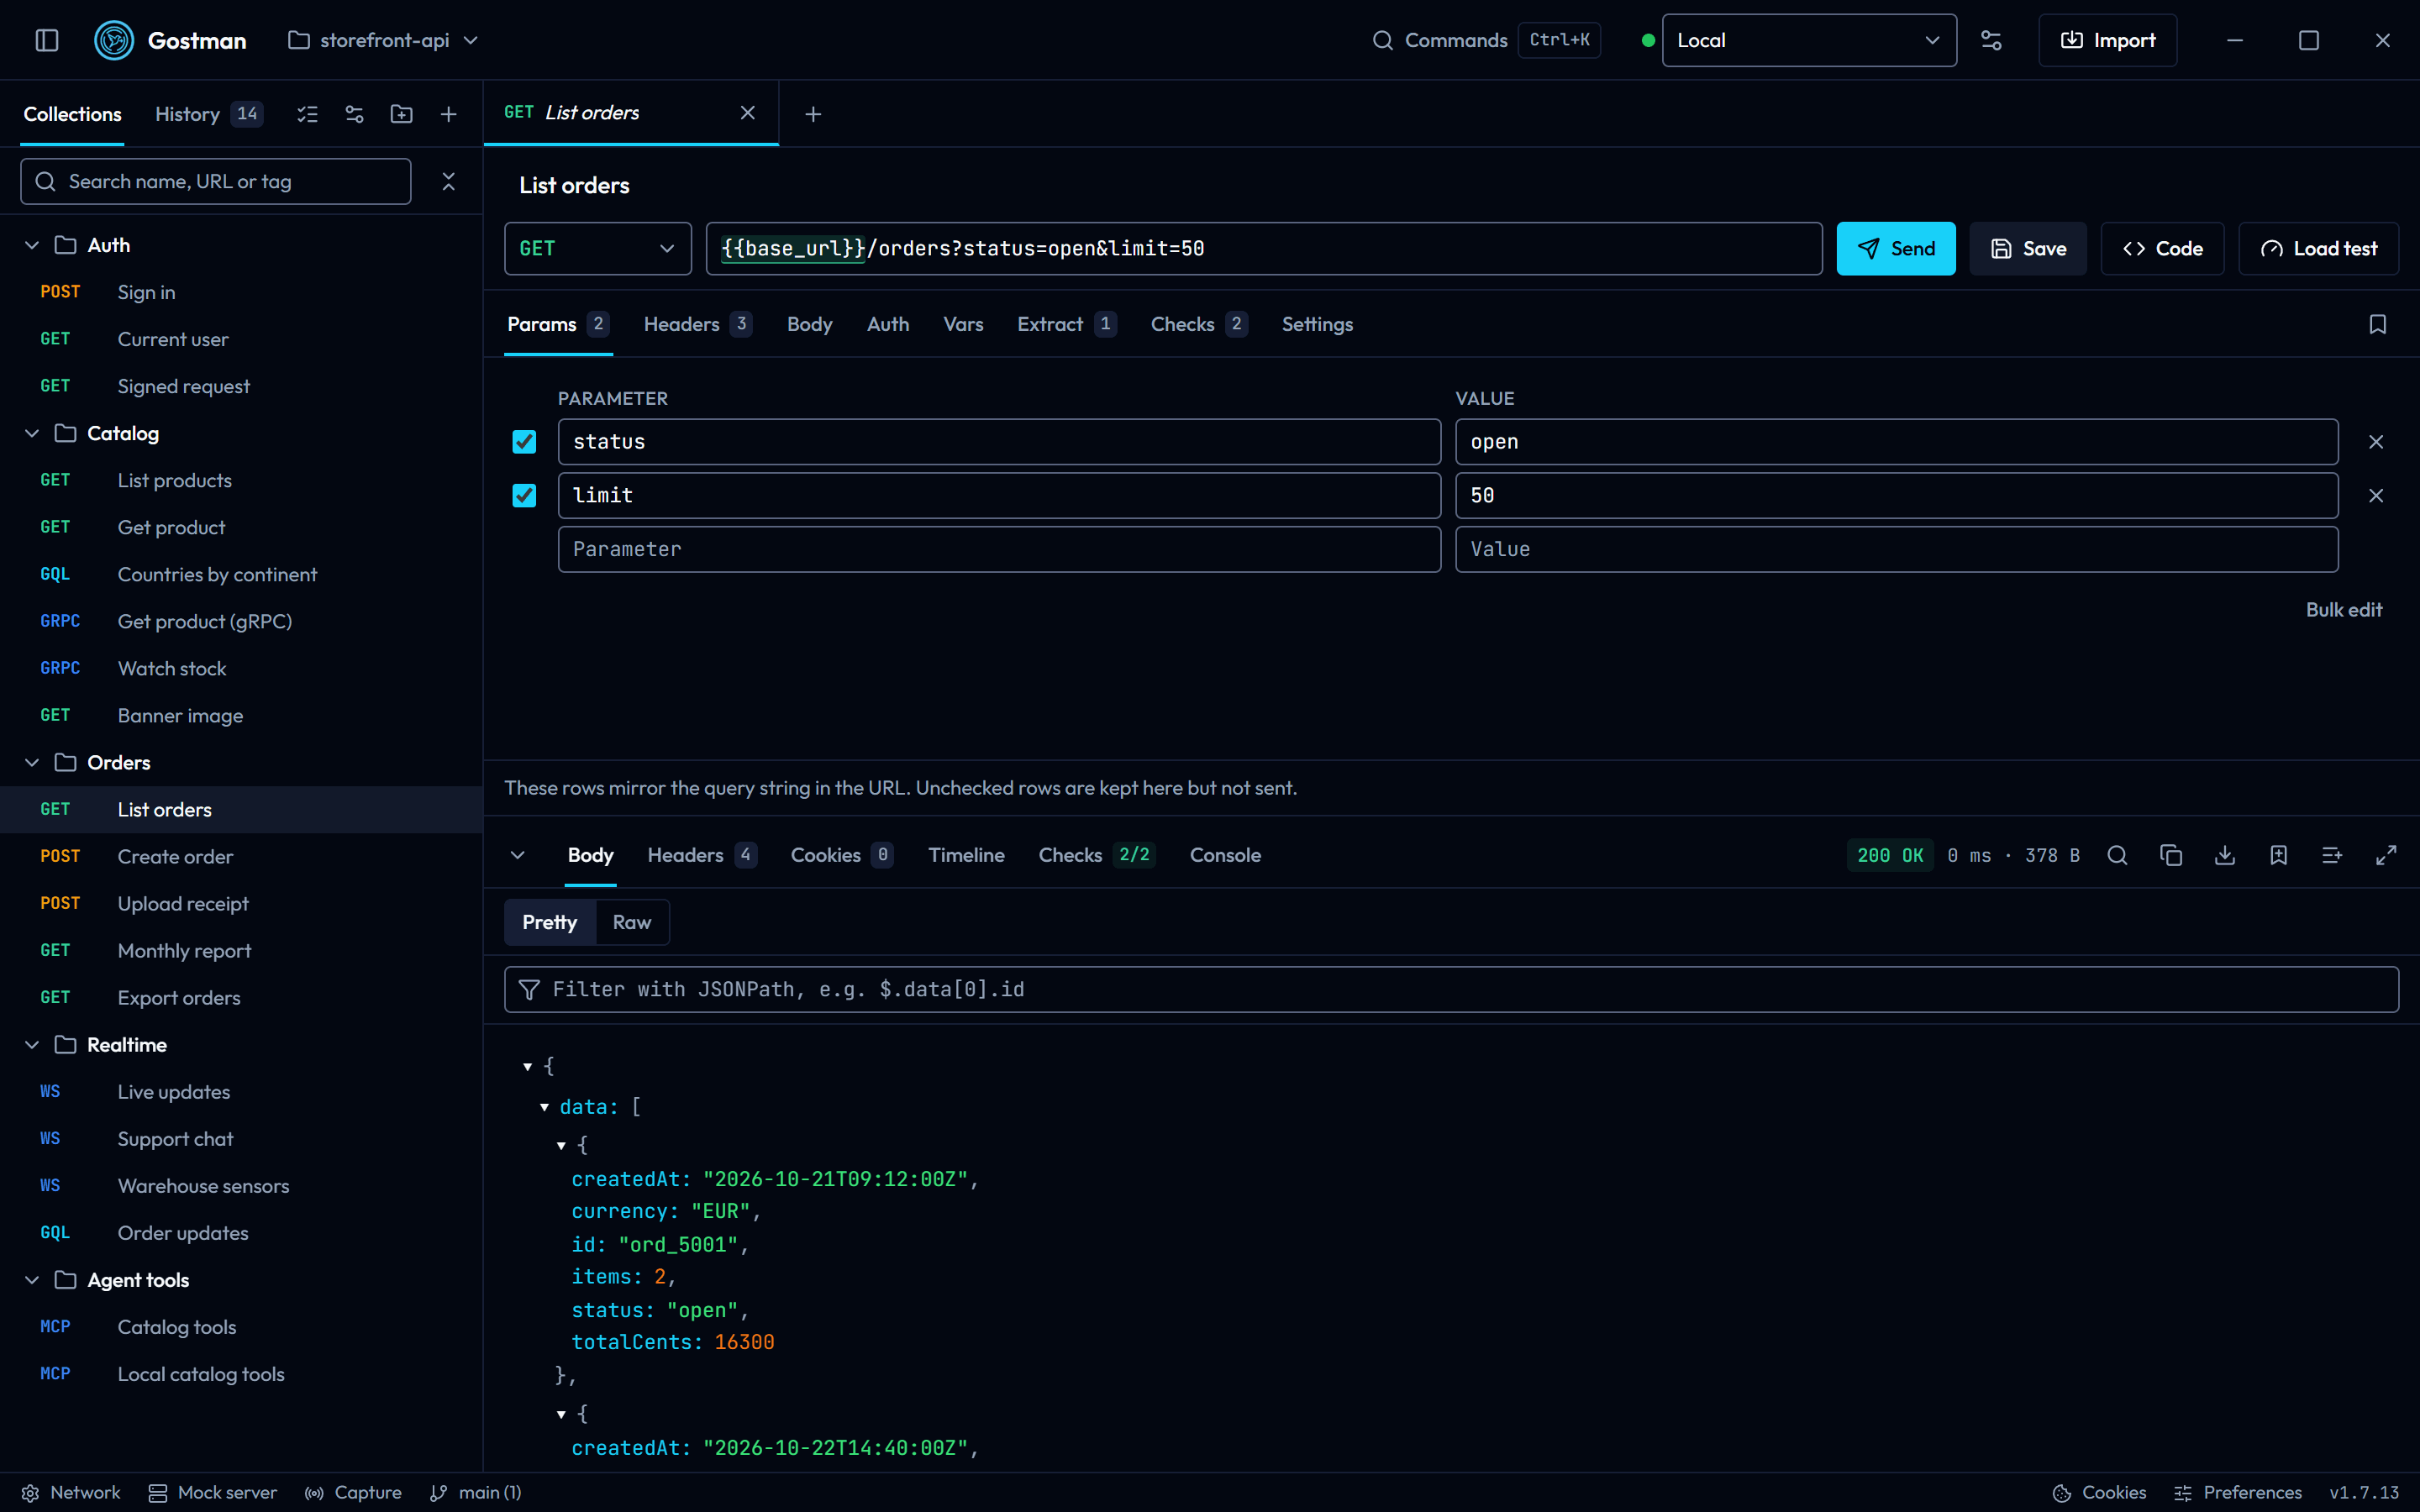 Gostman storefront-api Commands Ctrl+K Local Import
Collections History 14
GET List orders
Search name, URL or tag
Auth
POST Sign in
GET Current user
GET Signed request
Catalog
GET List products
GET Get product
GQL Countries by continent
GRPC Get product (gRPC)
GRPC Watch stock
GET Banner image
Orders
GET List orders
POST Create order
POST Upload receipt
GET Monthly report
GET Export orders
Realtime
WS Live updates
WS Support chat
WS Warehouse sensors
GQL Order updates
Agent tools
MCP Catalog tools
MCP Local catalog tools
List orders
GET {{base_url}}/orders?status=open&limit=50 Send Save Code Load test
Params 2 Headers 3 Body Auth Vars Extract 1 Checks 2 Settings
PARAMETER VALUE
status open
limit 50
Parameter Value
Bulk edit
These rows mirror the query string in the URL. Unchecked rows are kept here but not sent.
Body Headers 4 Cookies 0 Timeline Checks 2/2 Console 200 OK 0 ms · 378 B
Pretty Raw
Filter with JSONPath, e.g. $.data[0].id
{
data: [
{
createdAt: "2026-10-21T09:12:00Z",
currency: "EUR",
id: "ord_5001",
items: 2,
status: "open",
totalCents: 16300
},
{
createdAt: "2026-10-22T14:40:00Z",
Network Mock server Capture main (1) Cookies Preferences v1.7.13